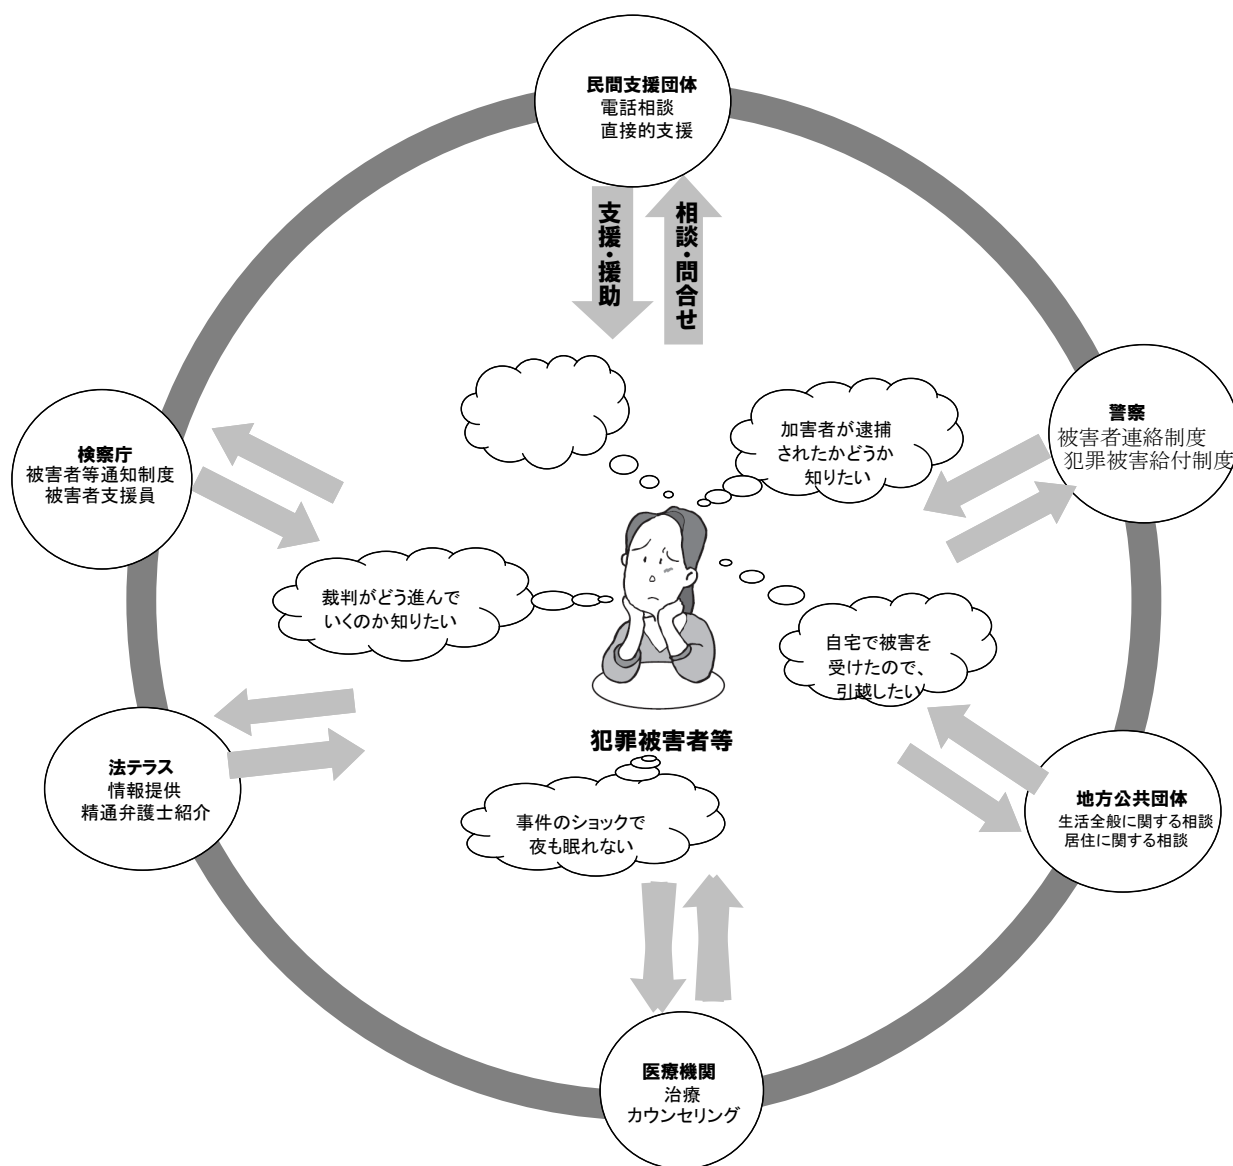 民間支援団体
電話相談
直接的支援
支援・援助
相談・問合せ
警察
被害者連絡制度
犯罪被害給付制度
加害者が逮捕
されたかどうか
知りたい
検察庁
被害者等通知制度
被害者支援員
裁判がどう進んで
いくのか知りたい
自宅で被害を
受けたので、
引越したい
犯罪被害者等
法テラス
情報提供
精通弁護士紹介
事件のショックで
夜も眠れない
地方公共団体
生活全般に関する相談
居住に関する相談
医療機関
治療
カウンセリング